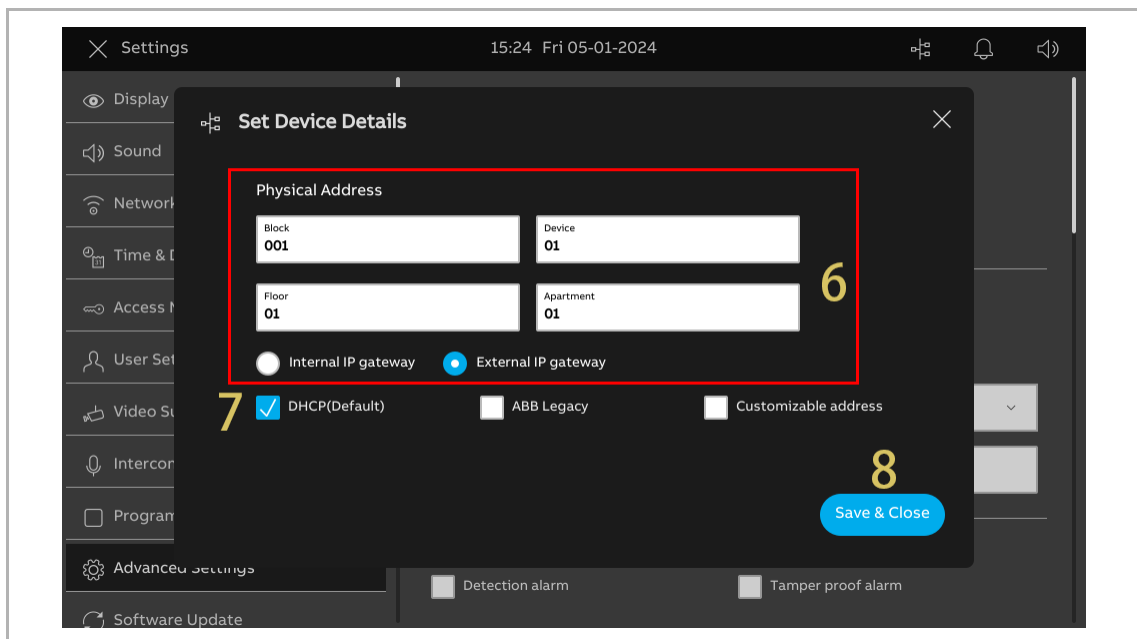 Settings
15:24 Fri 05-01-2024
Display
Set Device Details
Sound
Physical Address
Network
Block
001
Device
01
Time & D
6
Floor
01
Apartment
01
Access
User Set
Internal IP gateway
External IP gateway
7
DHCP(Default)
ABB Legacy
Customizable address
Video Su
8
Intercom
Program
Save & Close
Advanced Settings
Detection alarm
Tamper proof alarm
Software Update